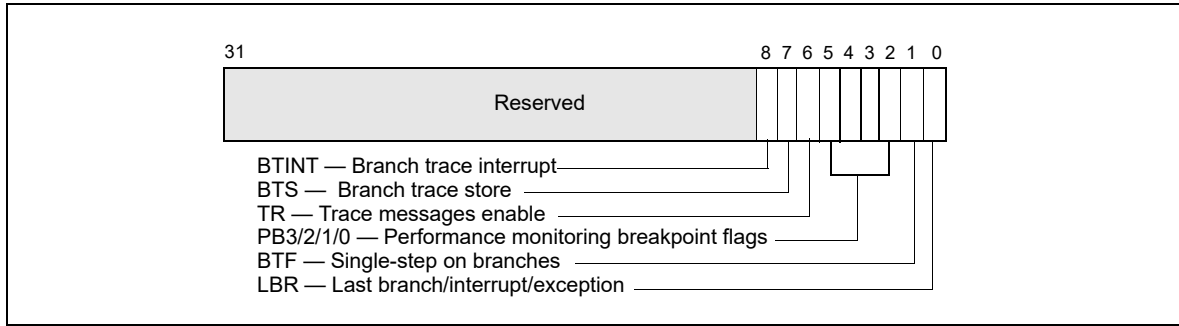 31 8 7 6 5 4 3 2 1 0
Reserved
BTINT — Branch trace interrupt
BTS — Branch trace store
TR — Trace messages enable
PB3/2/1/0 — Performance monitoring breakpoint flags
BTF — Single-step on branches
LBR — Last branch/interrupt/exception